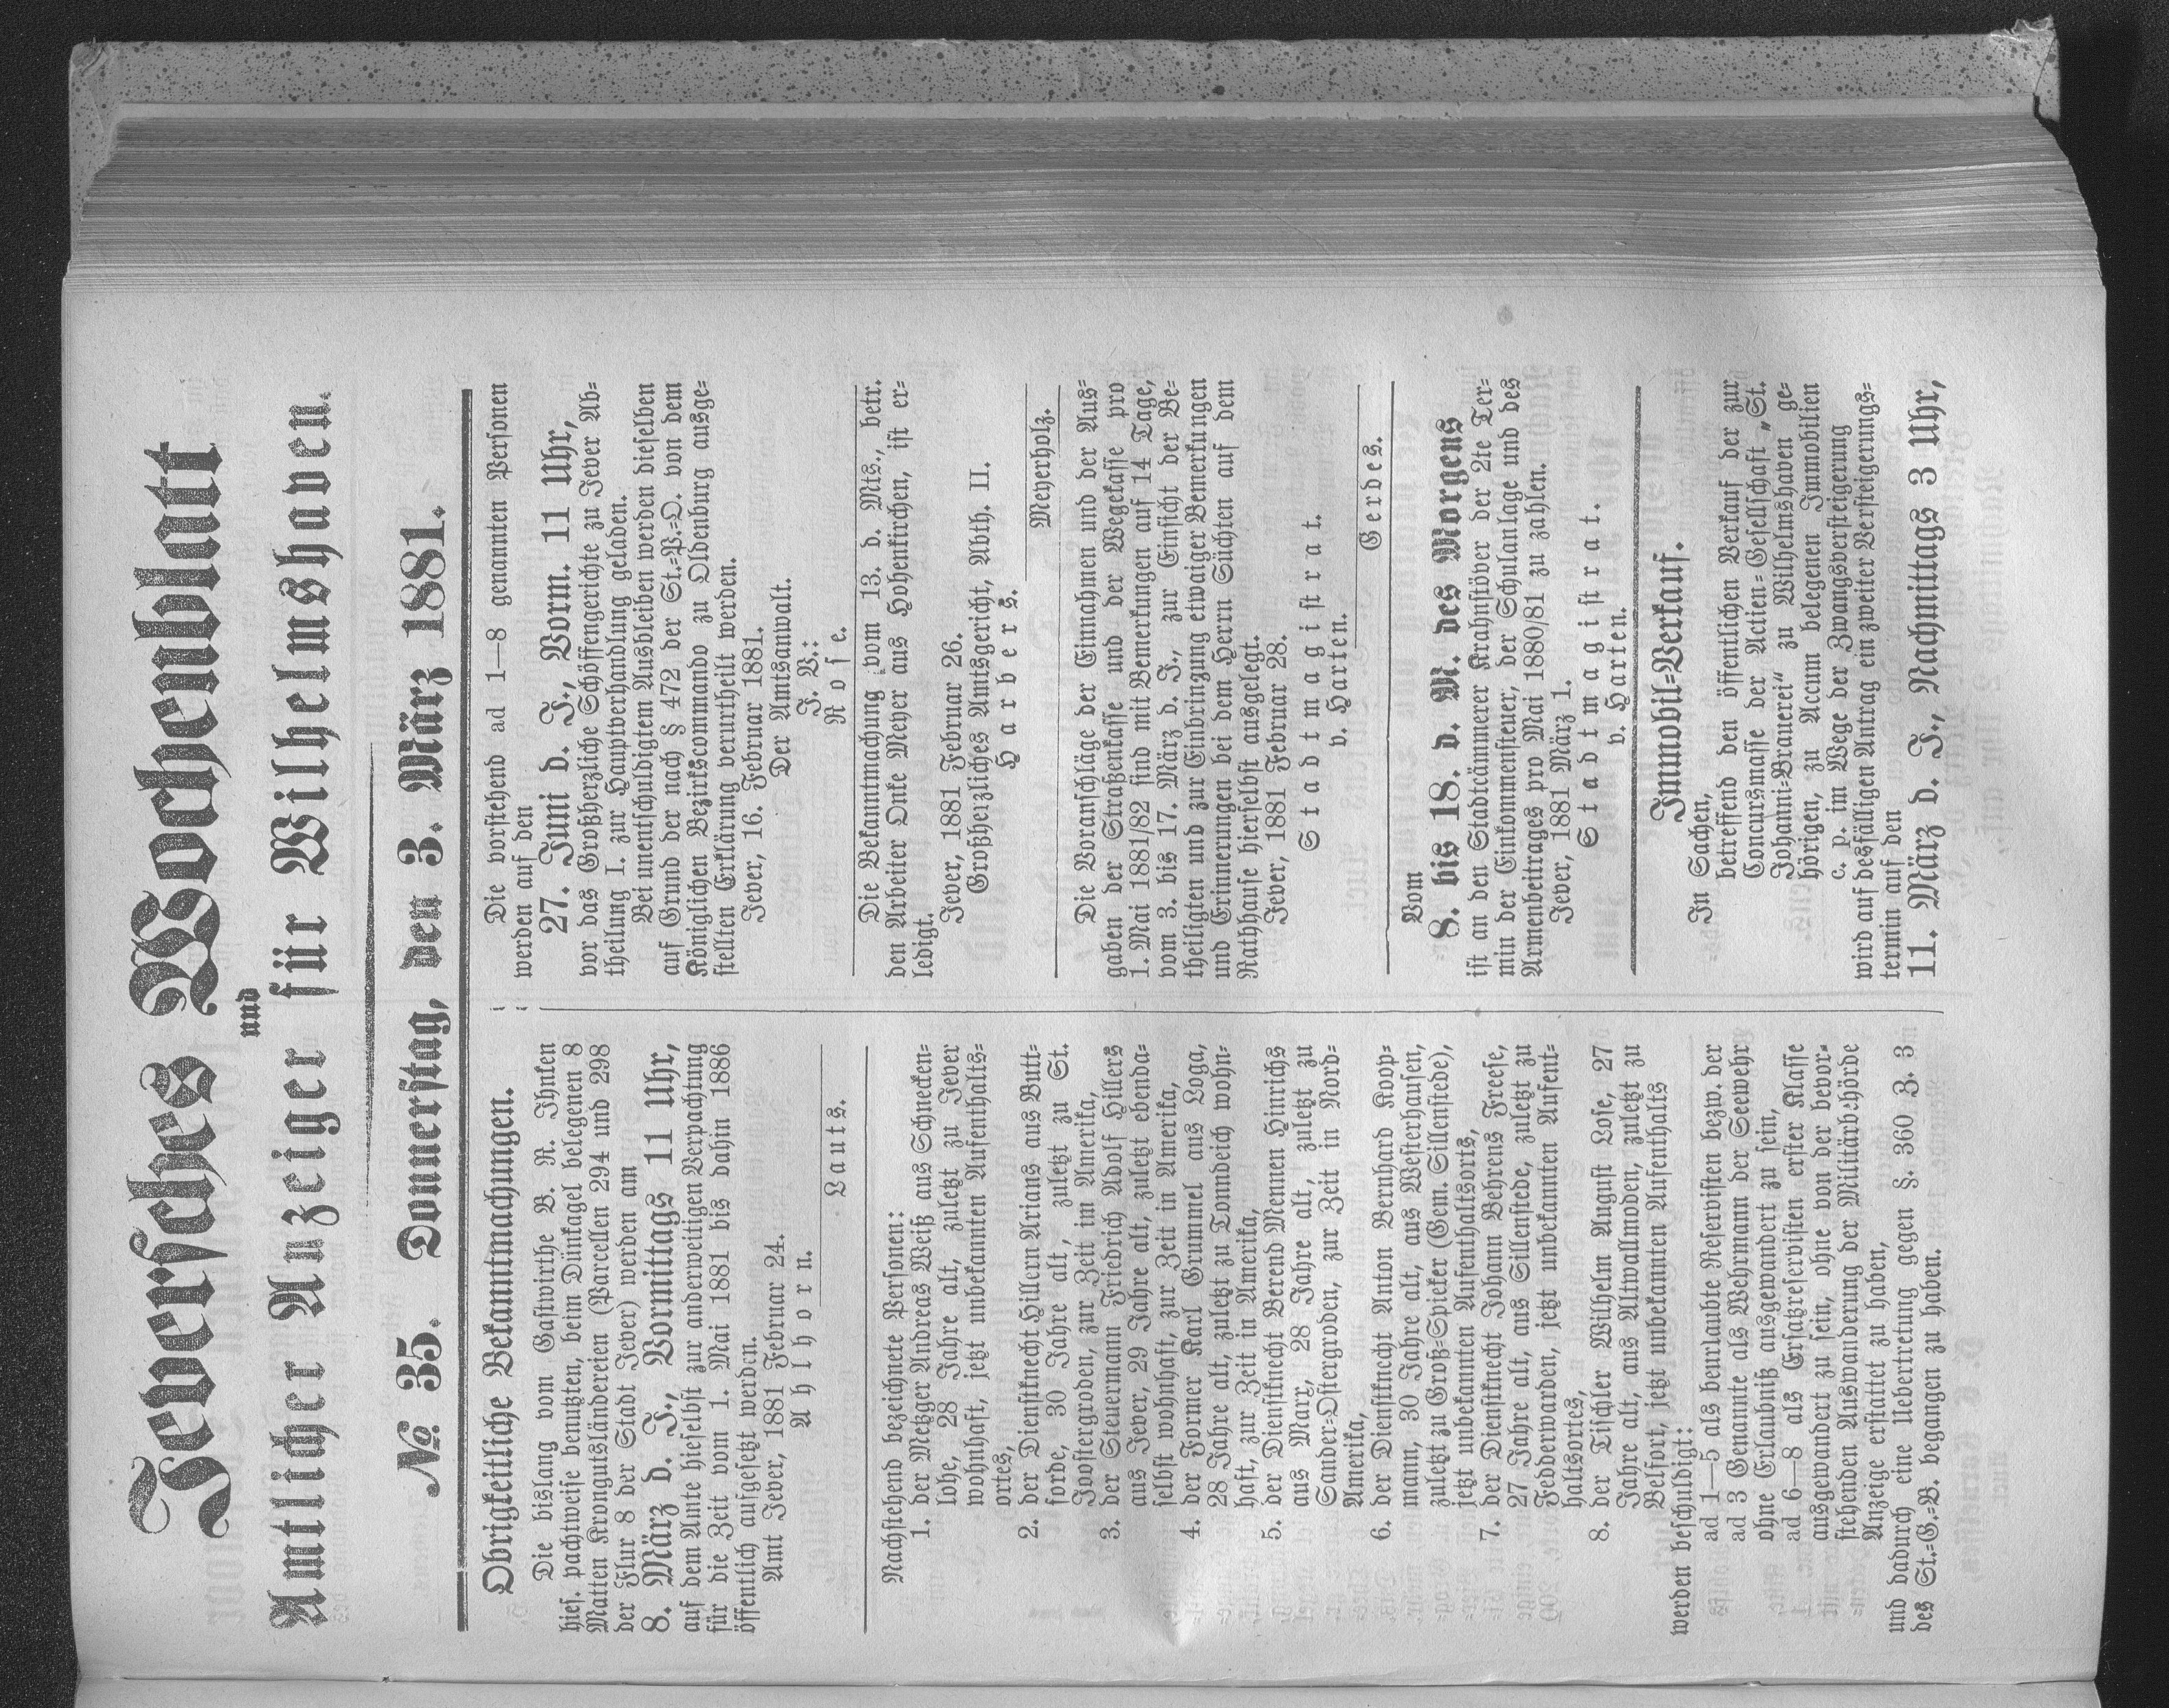 Jeversches Wochenblatt
und
Amtlicher Anzeiger für Wilhelmshaven.
№ 35. Donnerstag, den 3. März 1881.
Obrigkeitliche Bekanntmachungen.
Die bislang vom Gastwirthe B. R. Ihnken
hies. pachtweise benutzten, beim Dünkagel belegenen 8
Matten Kronguts­ländereien (Parcellen 294 und 298
der Flur 8 der Stadt Jever) werden am
8. März d. J., Vormittags 11 Uhr,
auf dem Amte hieselbst zur anderweitigen Verpachtung
für die Zeit vom 1. Mai 1881 bis dahin 1886
öffentlich aufgesetzt werden.
Amt Jever, 1881 Februar 24.
Ahlhorn.
Lauts.
Nachstehend bezeichnete Personen:
1. der Metzger Andreas Weiß aus Schnecken=
lohe, 28 Jahre alt, zuletzt zu Jever
wohnhaft, jetzt unbekannten Aufenthalts=
ortes,
2. der Dienstknecht Hillern Arians aus Butt=
forde, 30 Jahre alt, zuletzt zu St.
Joostergroden, zur Zeit im Amerika,
3. der Steuermann Friedrich Adolf Hillers
aus Jever, 29 Jahre alt, zuletzt ebenda=
selbst wohnhaft, zur Zeit in Amerika,
4. der Former Karl Grummel aus Loga,
28 Jahre alt, zuletzt zu Tonndeich wohn=
haft, zur Zeit in Amerika,
5. der Dienstknecht Berend Mennen Hinrichs
aus Marx, 28 Jahre alt, zuletzt zu
Sander=Ostergroden, zur Zeit in Nord=
Amerika,
6. der Dienstknecht Anton Bernhard Koop=
mann, 30 Jahre alt, aus Westerhausen,
zuletzt zu Groß=Spieker (Gem. Sillenstede),
jetzt unbekannten Aufenthaltsorts,
7. der Dienstknecht Johann Behrens Freese,
27 Jahre alt, aus Sillenstede, zuletzt zu
Fedderwarden, jetzt unbekannten Aufent=
haltsortes,
8. der Tischler Wilhelm August Lose, 27
Jahre alt, aus Altwallmoden, zuletzt zu
Belfort, jetzt unbekannten Aufenthalts
werden beschuldigt:
ad 1—5 als beurlaubte Reservisten bezw. der
ad 3 Genannte als Wehrmann der Seewehr
ohne Erlaubniß ausgewandert zu sein,
ad 6—8 als Ersatzreservisten erster Klasse
ausgewandert zu sein, ohne von der bevor=
stehenden Auswanderung der Militärbehörde
Anzeige erstattet zu haben,
und dadurch eine Uebertretung gegen §. 360 Z. 3
des St.=G.=B. begangen zu haben.
Die vorstehend ad 1—8 genannten Personen
werden auf den
27. Juni d. J., Vorm. 11 Uhr,
vor das Großherzliche Schöffengerichte zu Jever Ab=
theilung I. zur Hauptverhandlung geladen.
Bei unentschuldigtem Ausbleiben werden dieselben
auf Grund der nach § 472 der St.=P.=O. von dem
Königlichen Bezirkscommando zu Oldenburg ausge=
stellten Erklärung verurtheilt werden.
Jever, 16. Februar 1881.
Der Amtsanwalt.
J. V.:
Rose.
Die Bekanntmachung vom 13. d. Mts., betr.
den Arbeiter Onke Meyer aus Hohenkirchen, ist er=
ledigt.
Jever, 1881 Februar 26.
Großherzliches Amtsgericht, Abth. II.
Harbers.
Meyerholz.
Die Voranschläge der Einnahmen und der Aus=
gaben der Straßenkasse und der Wegekasse pro
1. Mai 1881/82 sind mit Bemerkungen auf 14 Tage,
vom 3. bis 17. März d. J., zur Einsicht der Be=
theiligten und zur Einbringung etwaiger Bemerkungen
und Erinnerungen bei dem Herrn Süchten auf dem
Rathhause hierselbst ausgelegt.
Jever, 1881 Februar 28.
Stadtmagistrat.
v. Harten.
Gerdes.
Vom
8. bis 18. d. M. des Morgens
ist an den Stadtcämmerer Krahnstöver der 2te Ter=
min der Einkommensteuer, der Schulanlage und des
Armenbeitrages pro Mai 1880/81 zu zahlen.
Jever, 1881 März 1.
Stadtmagistrat.
v. Harten.
Immobil=Verkauf.
In Sachen,
betreffend den öffentlichen Verkauf der zur
Concursmasse der Actien=Gesellschaft „St.
Johanni=Brauerei“ zu Wilhelmshaven ge=
hörigen, zu Accum belegenen Immobilien
c. p. im Wege der Zwangsversteigerung
wird auf desfälligen Antrag ein zweiter Versteigerungs=
termin auf den
11. März d. J., Nachmittags 3 Uhr,